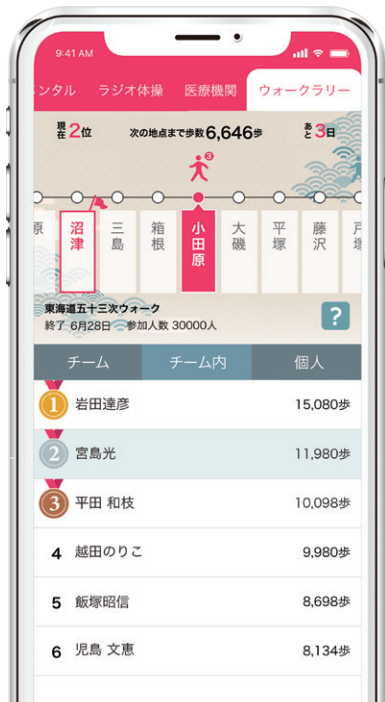 9:41 AM
ンタル ラジオ体操 医療機関 ウォークラリー
現在2位 次の地点まで歩数6,646歩 あと3日
3
原 沼津 三島 箱根 小田原 大磯 平塚 藤沢 戸塚
東海道五十三次ウォーク
終了 6月28日 参加人数 30000人
?
チーム チーム内 個人
1 岩田達彦 15,080歩
2 宮島光 11,980歩
3 平田 和枝 10,098歩
4 越田のりこ 9,980歩
5 飯塚昭信 8,698歩
6 児島 文恵 8,134歩